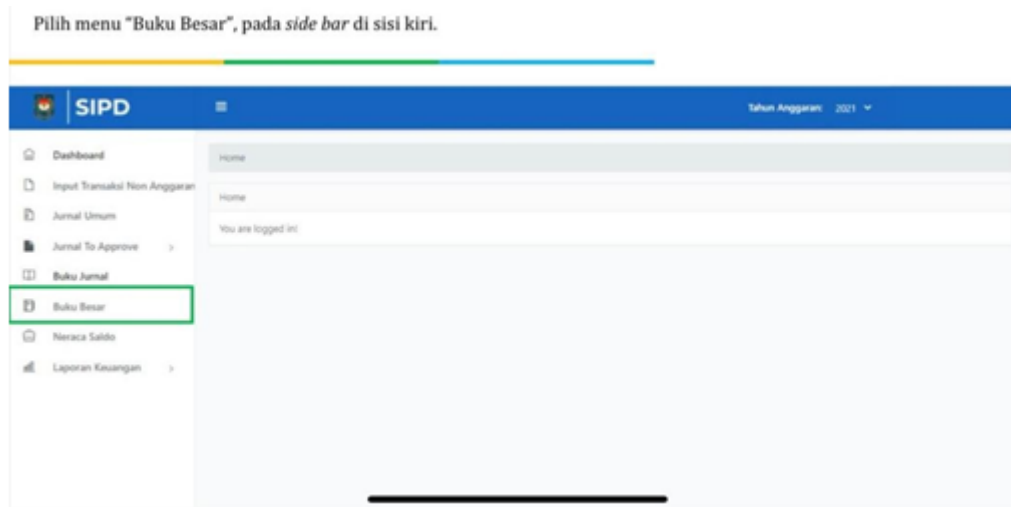 Pilih menu "Buku Besar", pada side bar di sisi kiri.
SIPD
Tahun Anggaran: 2021
Dashboard
Input Transaksi Non Anggaran
Jurnal Umum
Jurnal To Approve
Buku Jurnal
Buku Besar
Neraca Saldo
Laporan Keuangan
Home
Home
You are logged in!